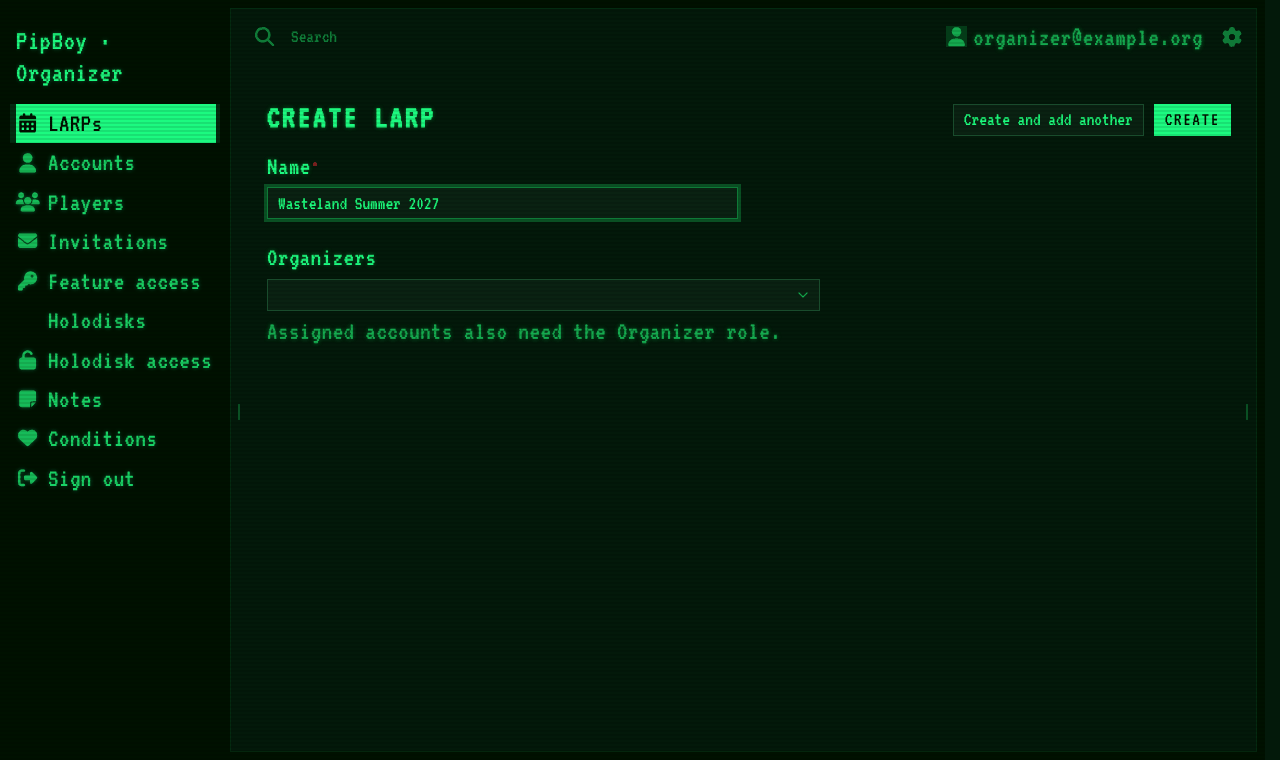 PipBoy ·
Organizer
LARPs
Accounts
Players
Invitations
Feature access
Holodisks
Holodisk access
Notes
Conditions
Sign out
Search
organizer@example.org
CREATE LARP
Create and add another
CREATE
Name*
Wasteland Summer 2027
Organizers
Assigned accounts also need the Organizer role.